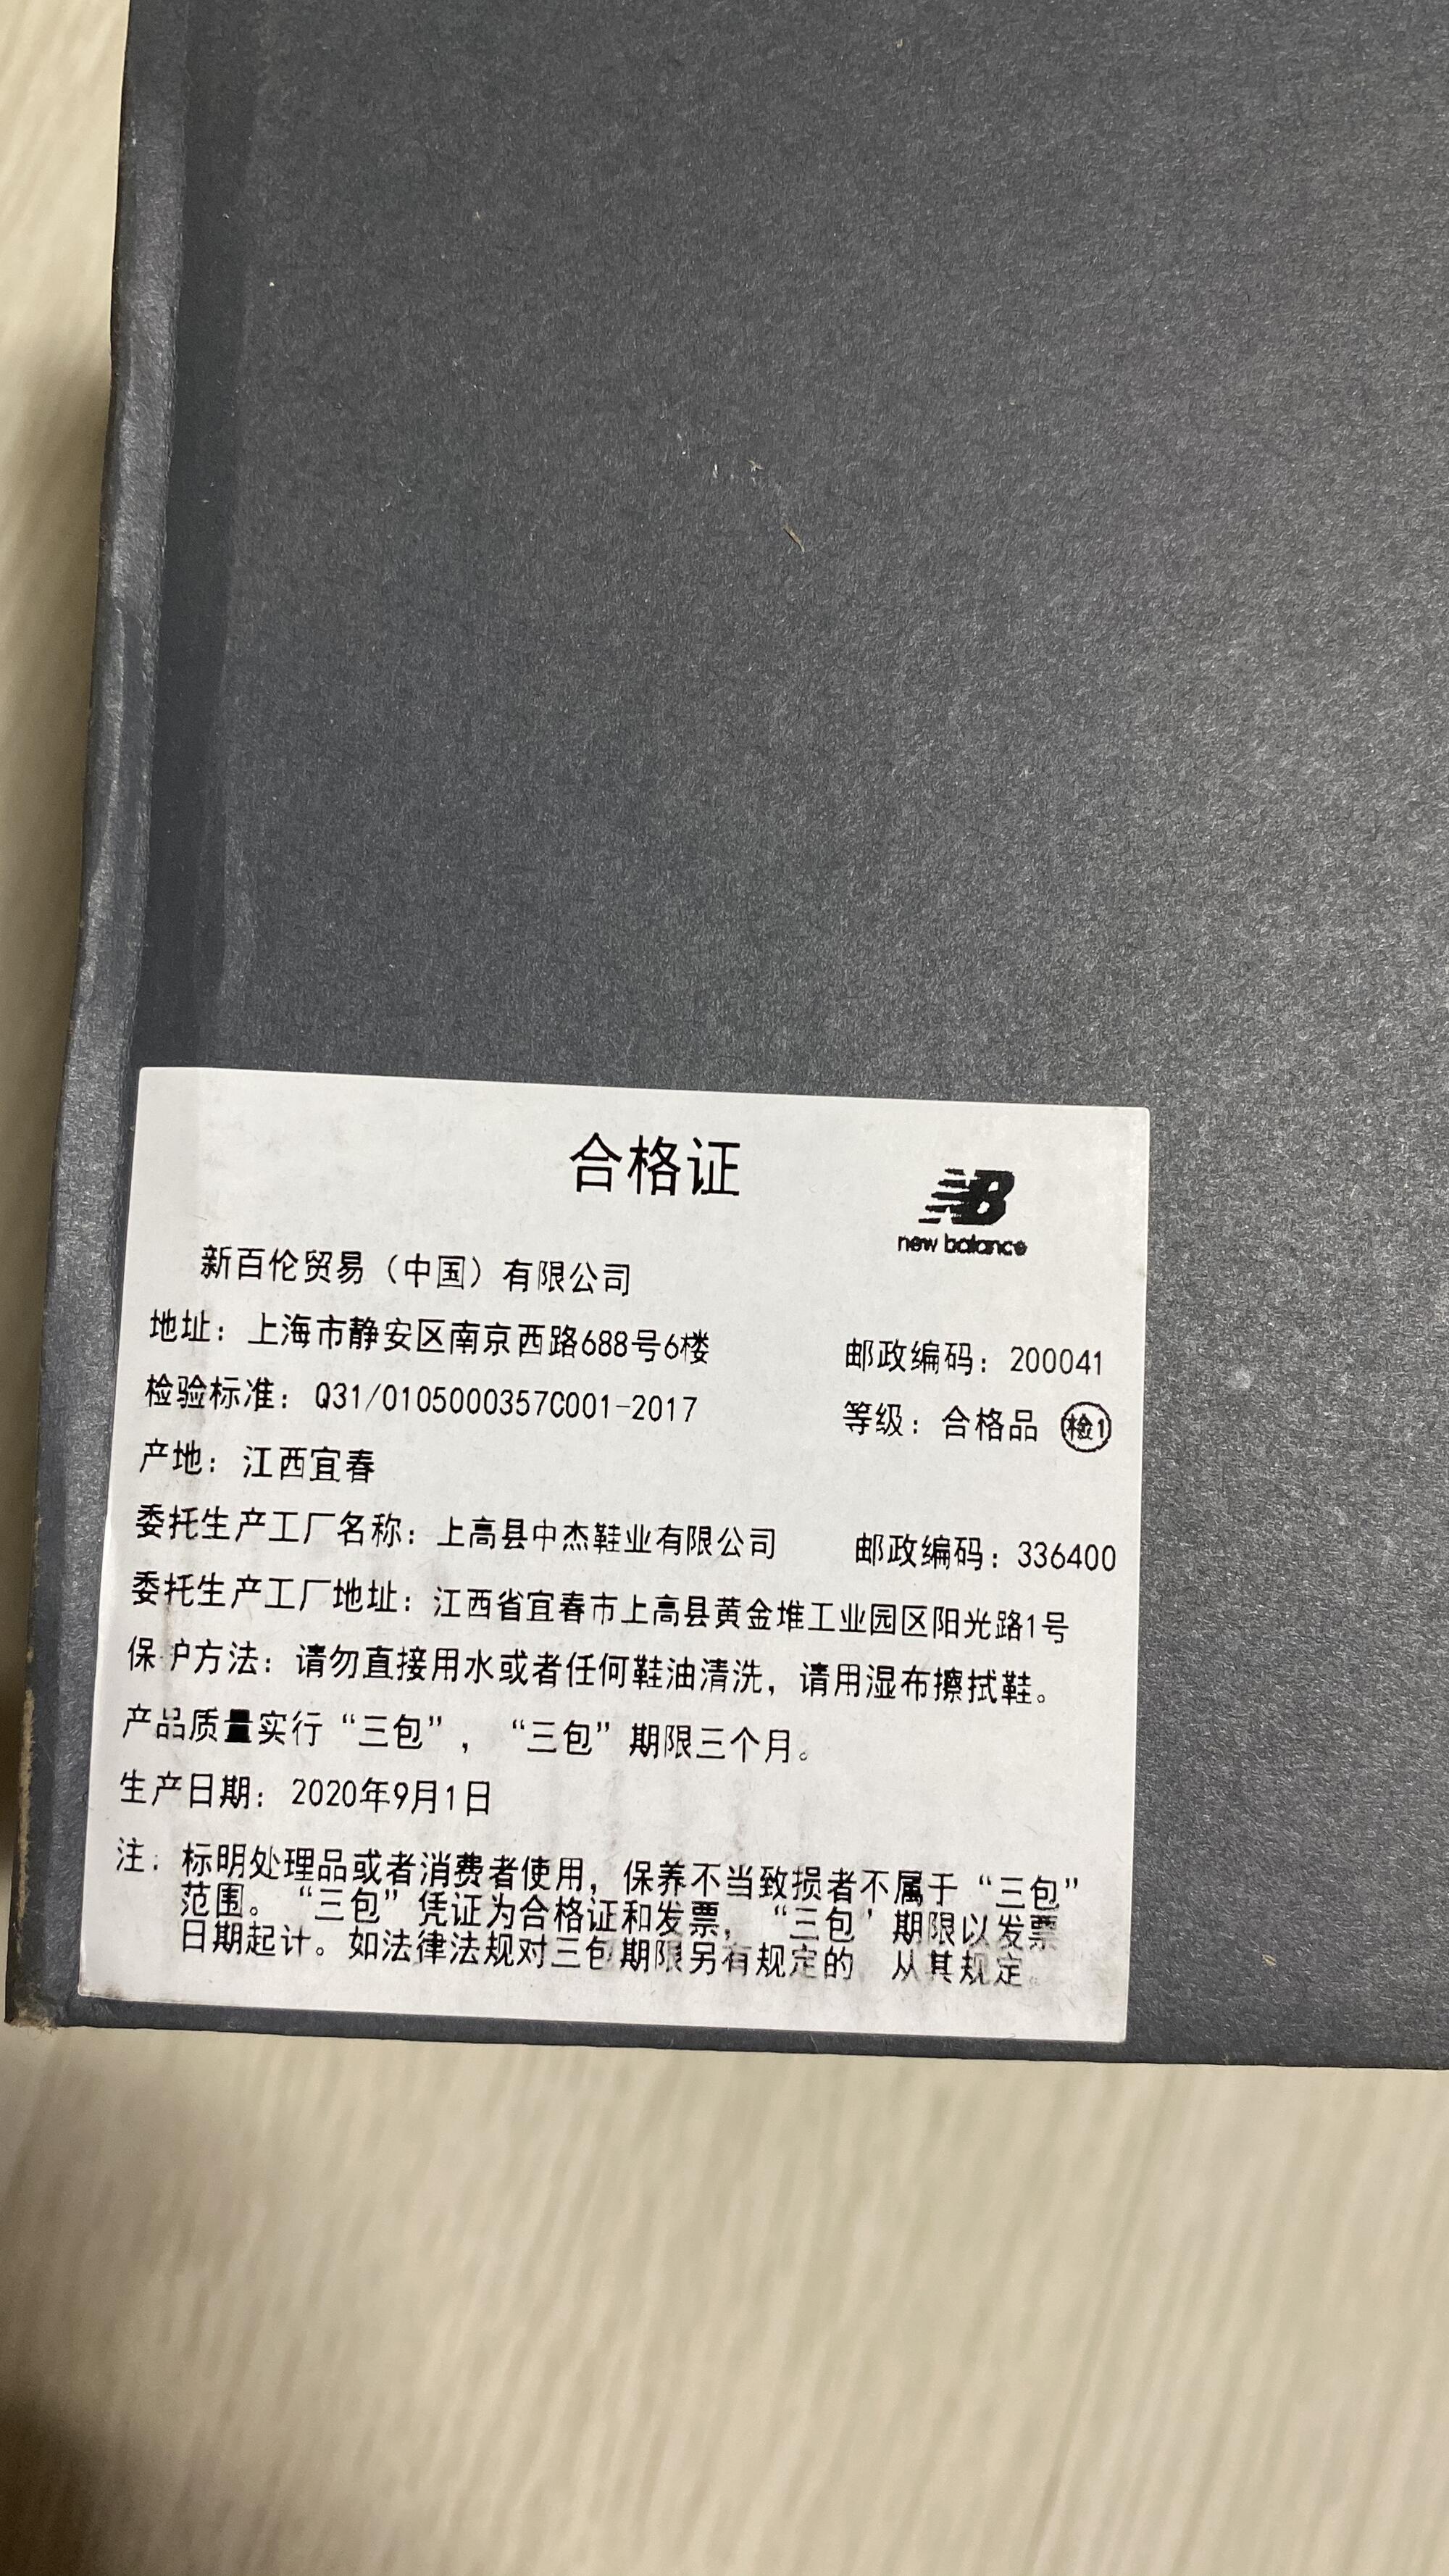 合格证
NB
new balance
新百伦贸易（中国）有限公司
地址：上海市静安区南京西路688号6楼 邮政编码：200041
检验标准：Q31/0105000357C001-2017 等级：合格品 检1
产地：江西宜春
委托生产工厂名称：上高县中杰鞋业有限公司 邮政编码：336400
委托生产工厂地址：江西省宜春市上高县黄金堆工业园区阳光路1号
保护方法：请勿直接用水或者任何鞋油清洗，请用湿布擦拭鞋。
产品质量实行“三包”，“三包”期限三个月。
生产日期：2020年9月1日
注：标明处理品或者消费者使用，保养不当致损者不属于“三包”
范围。“三包”凭证为合格证和发票，“三包’期限以发票
日期起计。如法律法规对三包期限另有规定的 从其规定。